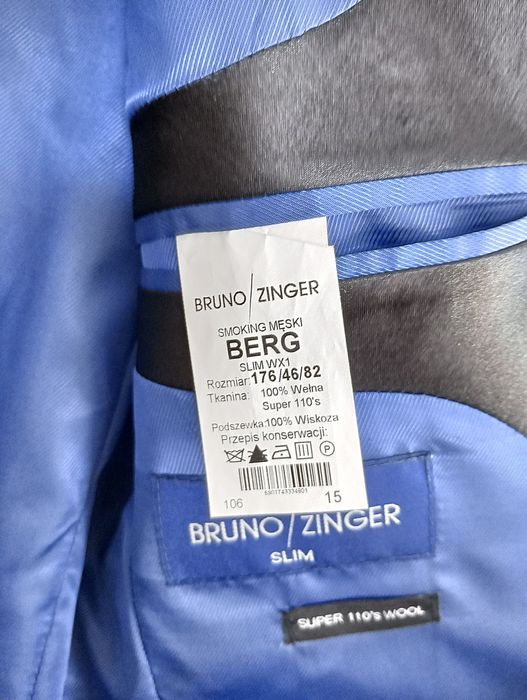 BRUNO/ZINGER
SMOKING MĘSKI
BERG
SLIM WX1
Rozmiar:176/46/82
Tkanina: 100% Wełna
Super 110's
Podszewka:100% Wiskoza
Przepis konserwacji:
P
5901743334903
106 15
BRUNO/ZINGER
SLIM
SUPER 110's WOOL